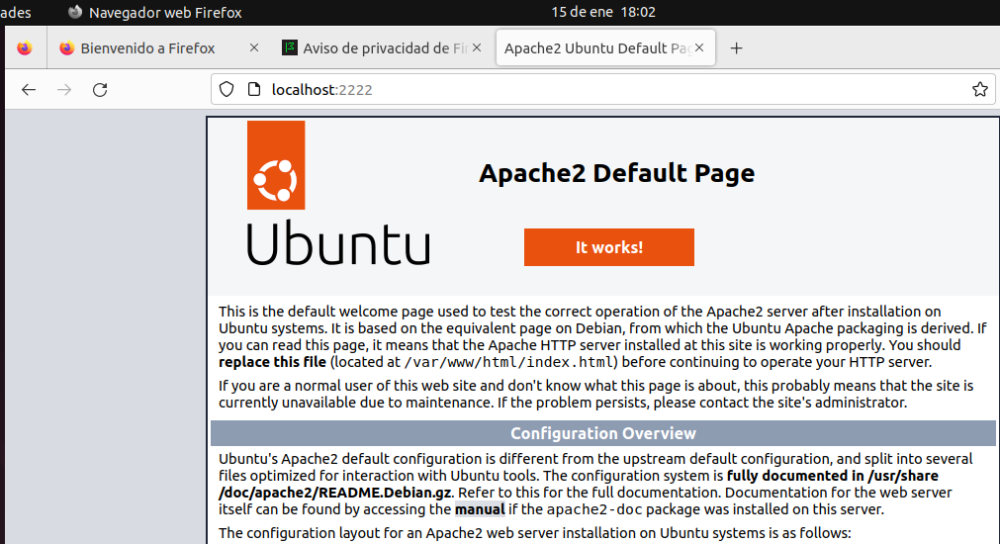 ades Navegador web Firefox 15 de ene 18:02
Bienvenido a Firefox Aviso de privacidad de Fi Apache2 Ubuntu Default Pag
localhost:2222
Apache2 Default Page
Ubuntu
It works!
This is the default welcome page used to test the correct operation of the Apache2 server after installation on
Ubuntu systems. It is based on the equivalent page on Debian, from which the Ubuntu Apache packaging is derived. If
you can read this page, it means that the Apache HTTP server installed at this site is working properly. You should
replace this file (located at /var/www/html/index.html) before continuing to operate your HTTP server.
If you are a normal user of this web site and don't know what this page is about, this probably means that the site is
currently unavailable due to maintenance. If the problem persists, please contact the site's administrator.
Configuration Overview
Ubuntu's Apache2 default configuration is different from the upstream default configuration, and split into several
files optimized for interaction with Ubuntu tools. The configuration system is fully documented in /usr/share
/doc/apache2/README.Debian.gz. Refer to this for the full documentation. Documentation for the web server
itself can be found by accessing the manual if the apache2-doc package was installed on this server.
The configuration layout for an Apache2 web server installation on Ubuntu systems is as follows: